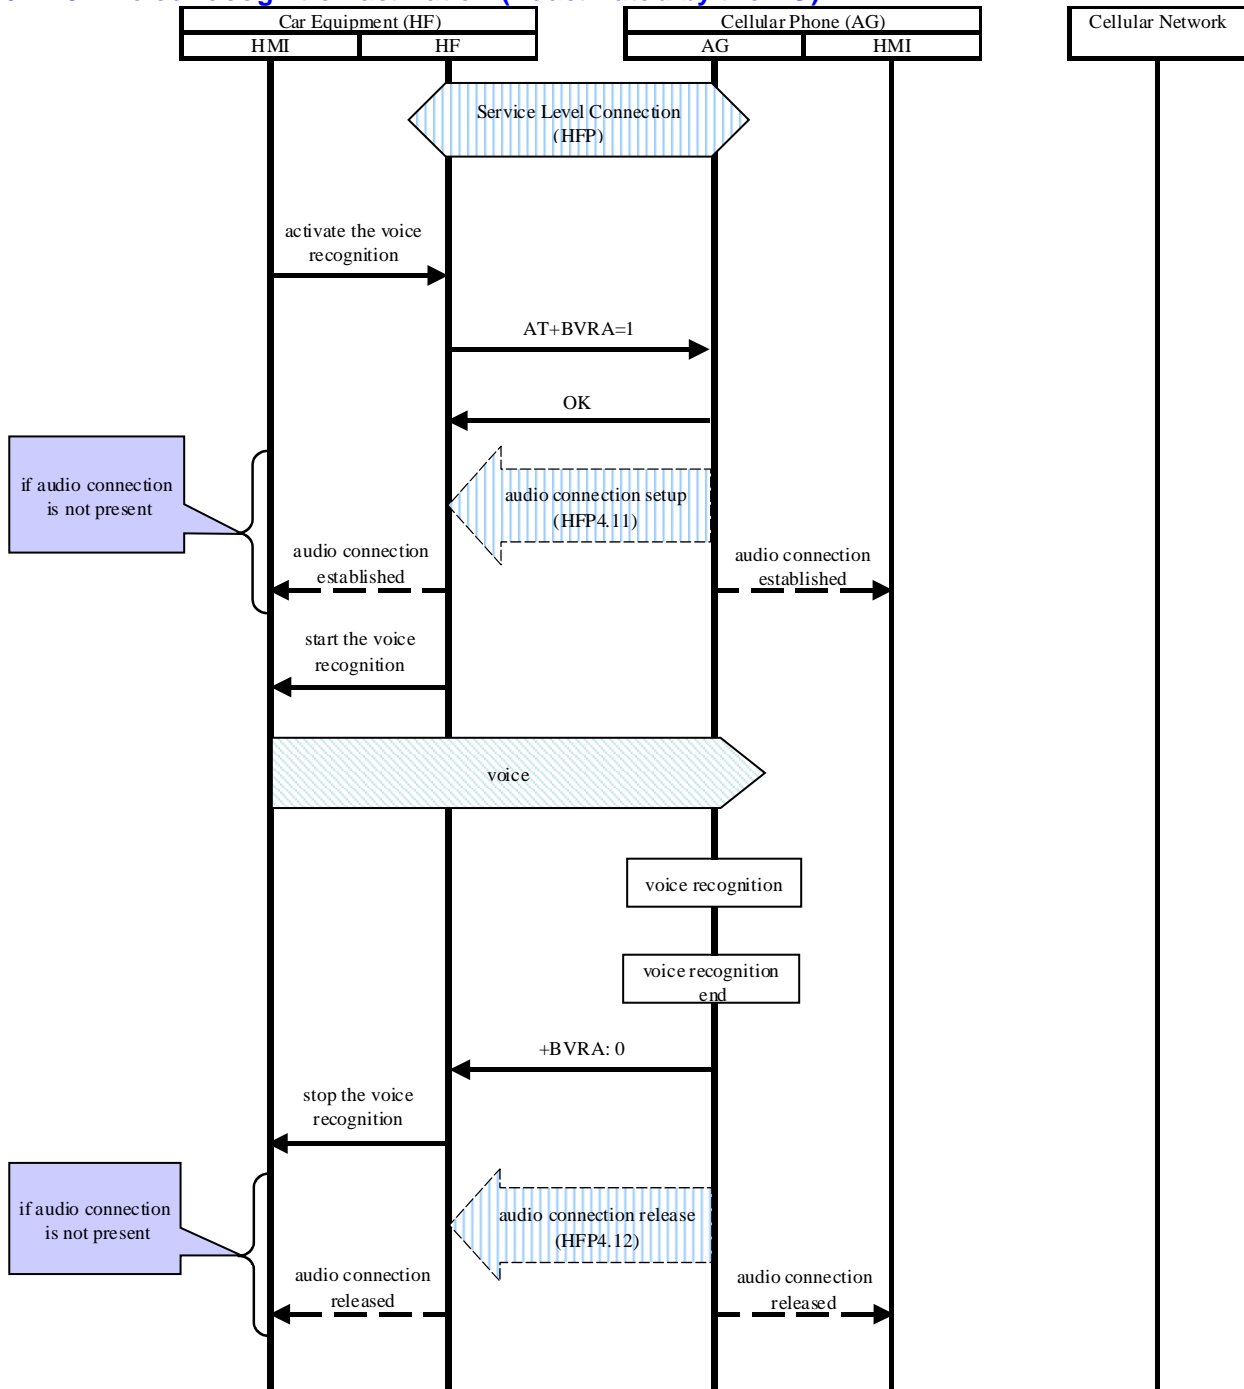 Car Equipment (HF)
Cellular Phone (AG)
Cellular Network
HMI
HF
AG
HMI
Service Level Connection
(HFP)
activate the voice
recognition
AT+BVRA=1
OK
if audio connection
is not present
audio connection setup
(HFP4.11)
audio connection
established
audio connection
established
start the voice
recognition
voice
voice recognition
voice recognition
end
+BVRA: 0
stop the voice
recognition
if audio connection
is not present
audio connection release
(HFP4.12)
audio connection
released
audio connection
released